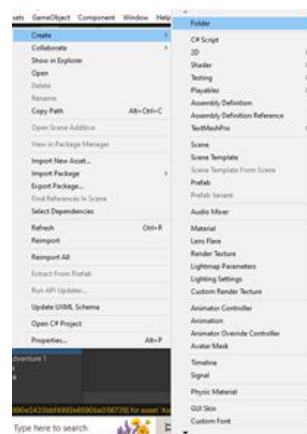 GameObject Component Window Help
Create
Collaborate
Show in Explorer
Open
Delete
Rename
Copy Path Alt+Ctrl+C
Open Scene Additive
View in Package Manager
Import New Asset...
Import Package
Export Package...
Find References In Scene
Select Dependencies
Refresh Ctrl+R
Reimport
Reimport All
Extract From Prefab
Run API Updater...
Update UXML Schema
Open C# Project
Properties... Alt+P
Folder
C# Script
2D
Shader
Testing
Playables
Assembly Definition
Assembly Definition Reference
TextMeshPro
Scene
Scene Template
Scene Template From Scene
Prefab
Prefab Variant
Audio Mixer
Material
Lens Flare
Render Texture
Lightmap Parameters
Lighting Settings
Custom Render Texture
Animator Controller
Animation
Animator Override Controller
Avatar Mask
Timeline
Signal
Physic Material
GUI Skin
Custom Font
Type here to search